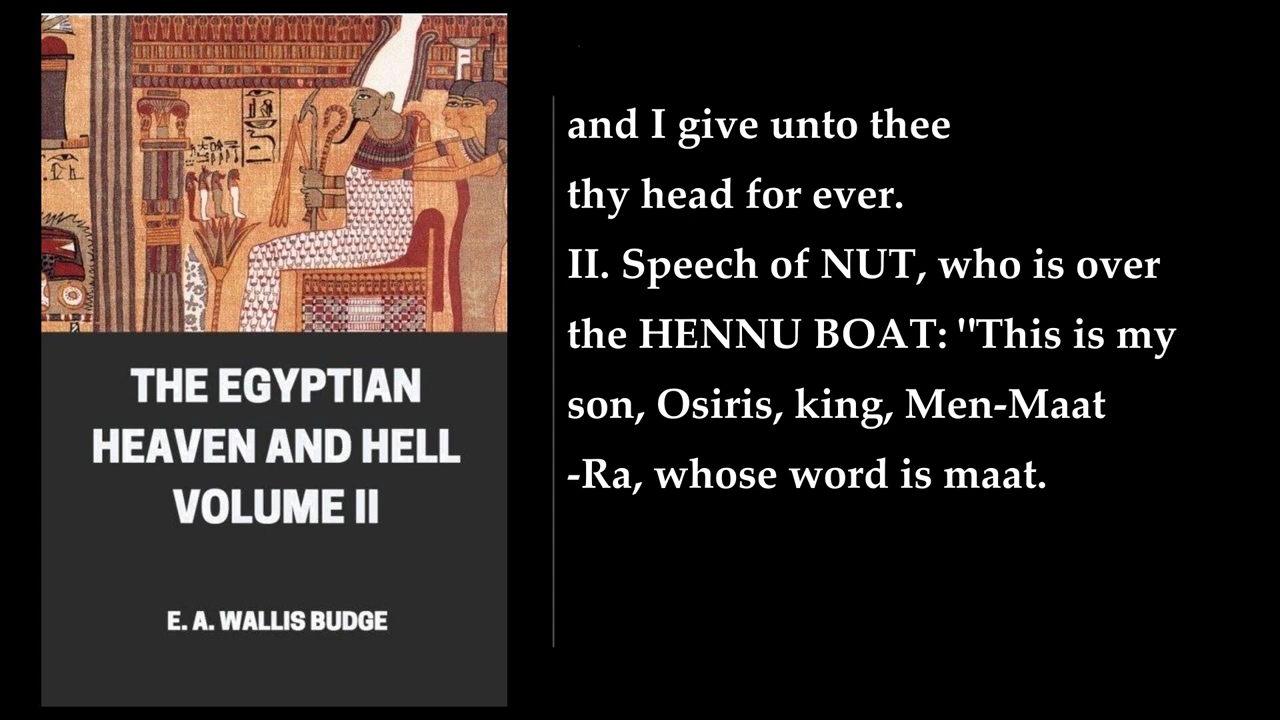 THE EGYPTIAN
HEAVEN AND HELL
VOLUME II
E. A. WALLIS BUDGE
and I give unto thee
thy head for ever.
II. Speech of NUT, who is over
the HENNU BOAT: "This is my
son, Osiris, king, Men-Maat
-Ra, whose word is maat.